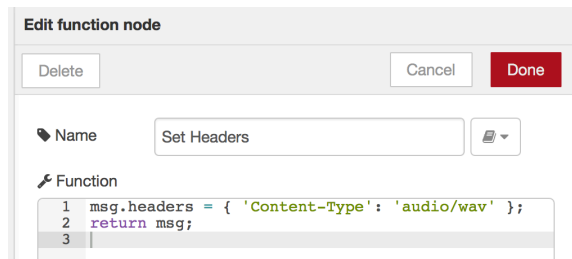 Edit function node
Delete Cancel Done
Name Set Headers
Function
1 msg.headers = { 'Content-Type': 'audio/wav' };
2 return msg;
3